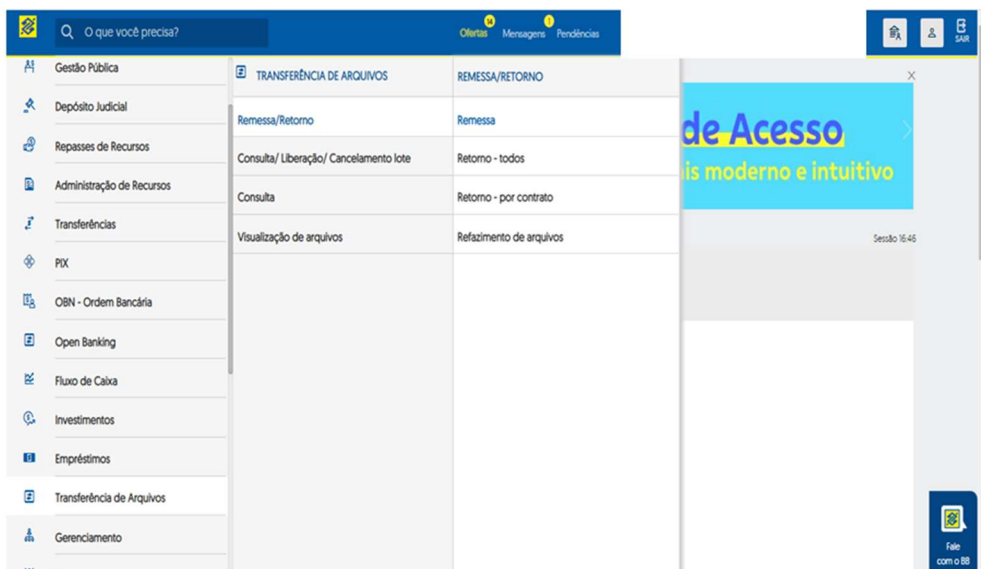 O que você precisa?
14
1
Ofertas
Mensagens
Pendências
SAIR
Gestão Pública
Depósito Judicial
Repasses de Recursos
Administração de Recursos
Transferências
PIX
OBN - Ordem Bancária
Open Banking
Fluxo de Caixa
Investimentos
Empréstimos
Transferência de Arquivos
Gerenciamento
TRANSFERÊNCIA DE ARQUIVOS
Remessa/Retorno
Consulta/ Liberação/ Cancelamento lote
Consulta
Visualização de arquivos
REMESSA/RETORNO
Remessa
Retorno - todos
Retorno - por contrato
Refazimento de arquivos
de Acesso
is moderno e intuitivo
Sessão 16:46
Fale
com o BB